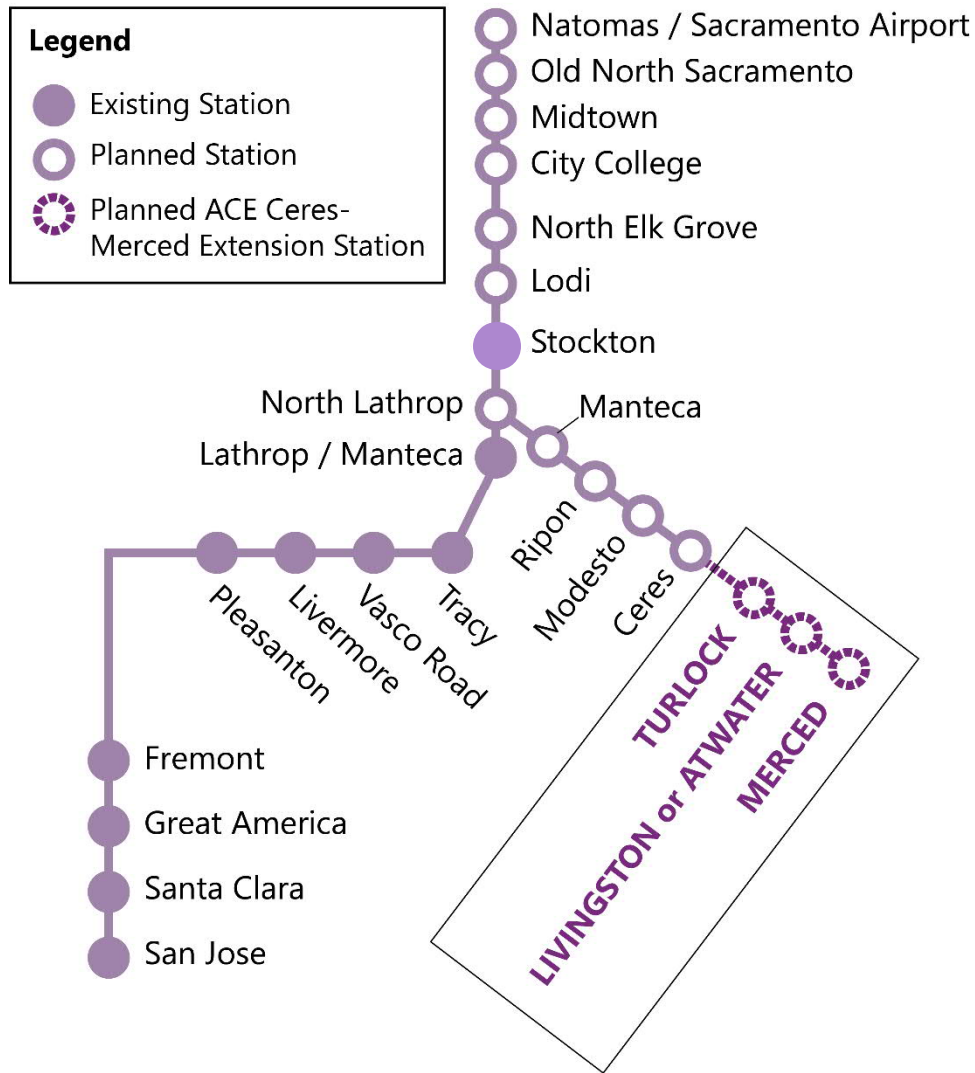 Legend
Existing Station
Planned Station
Planned ACE Ceres-
Merced Extension Station
Natomas / Sacramento Airport
Old North Sacramento
Midtown
City College
North Elk Grove
Lodi
Stockton
North Lathrop
Manteca
Lathrop / Manteca
Ripon
Modesto
Ceres
Pleasanton
Livermore
Vasco Road
Tracy
TURLOCK
LIVINGSTON or ATWATER
MERCED
Fremont
Great America
Santa Clara
San Jose